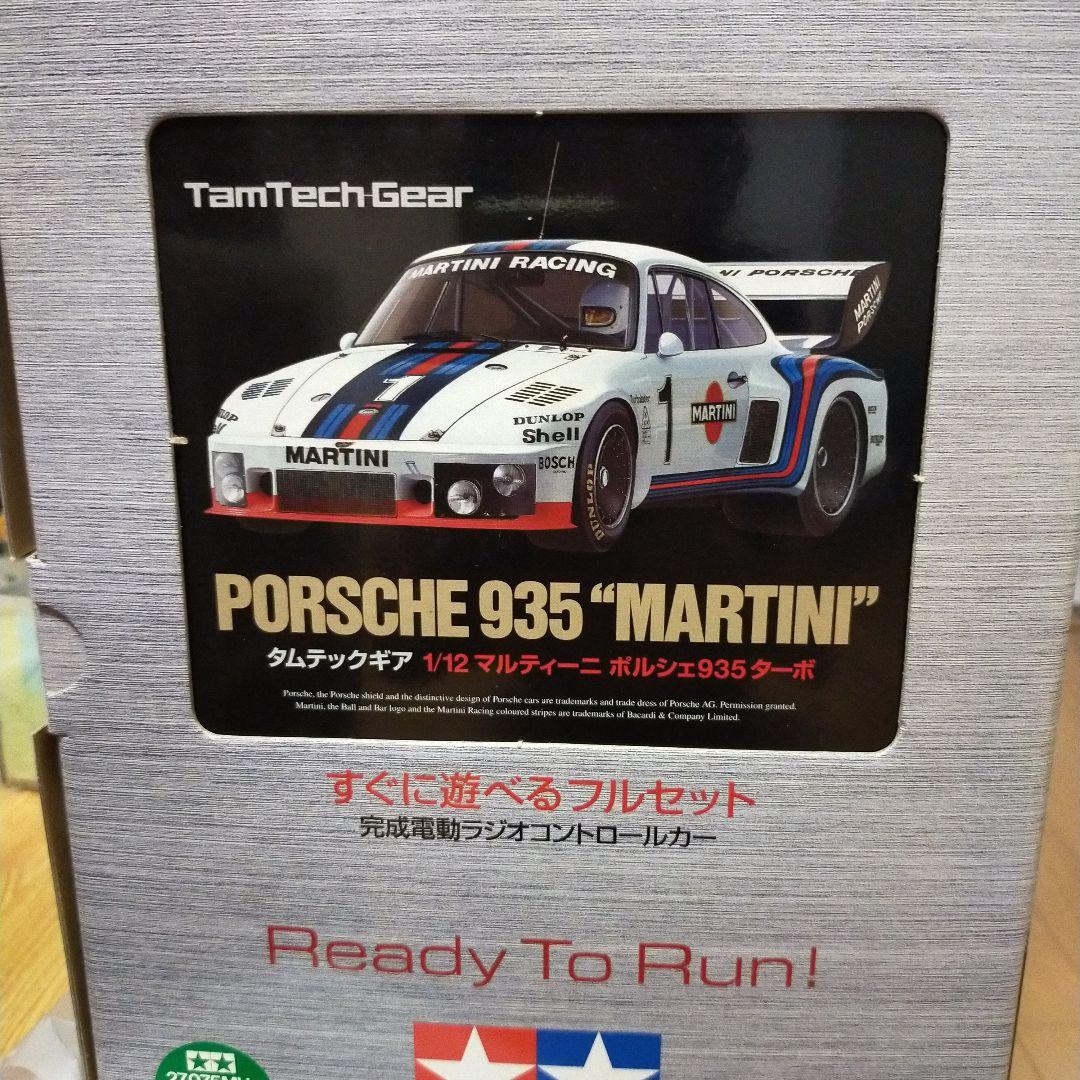 TamTech-Gear
MARTINI RACING
MARTINI PORSCHE
MARTINI
PORSCHE
1
DUNLOP
Shell
BOSCH
MARTINI
1
MARTINI
DUNLOP
PORSCHE 935 “MARTINI”
タムテックギア 1/12 マルティーニ ポルシェ935ターボ
Porsche, the Porsche shield and the distinctive design of Porsche cars are trademarks and trade dress of Porsche AG. Permission granted.
Martini, the Ball and Bar logo and the Martini Racing coloured stripes are trademarks of Bacardi & Company Limited.
すぐに遊べるフルセット
完成電動ラジオコントロールカー
Ready To Run!